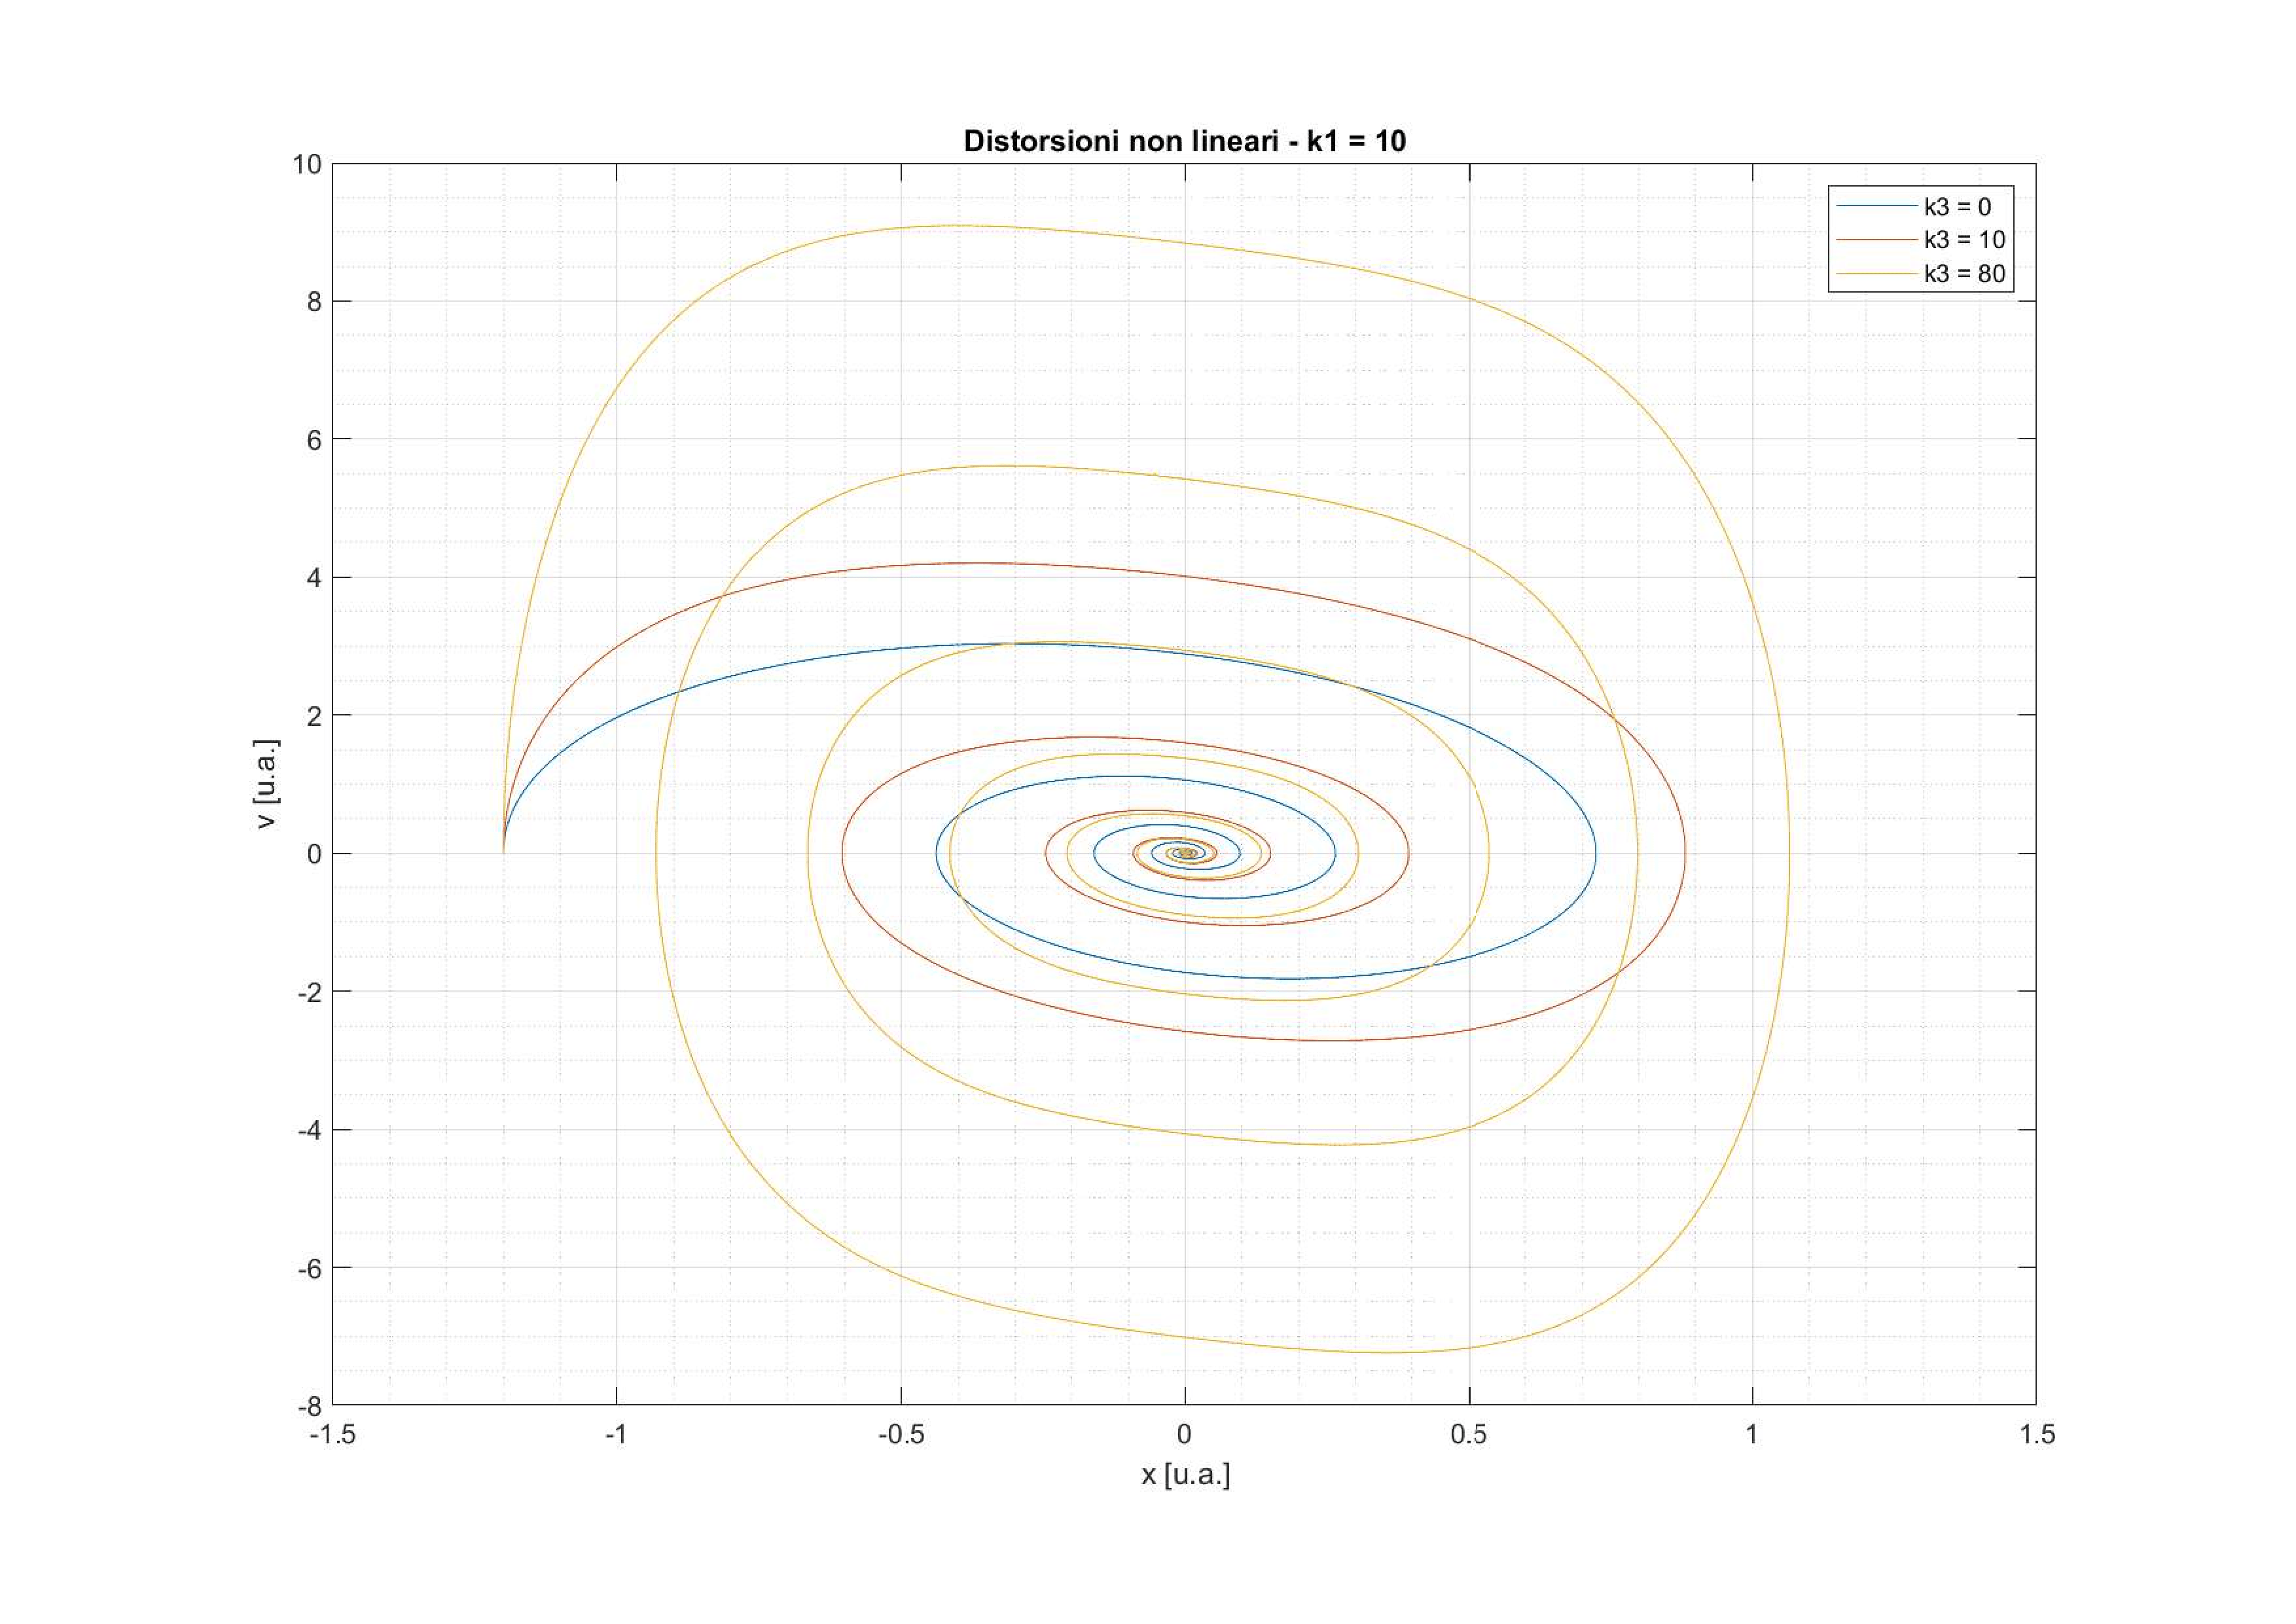 Distorsioni non lineari - k1 = 10
10
8
6
4
2
0
-2
-4
-6
-8
v [u.a.]
k3 = 0
k3 = 10
k3 = 80
-1.5 -1 -0.5 0 0.5 1 1.5
x [u.a.]